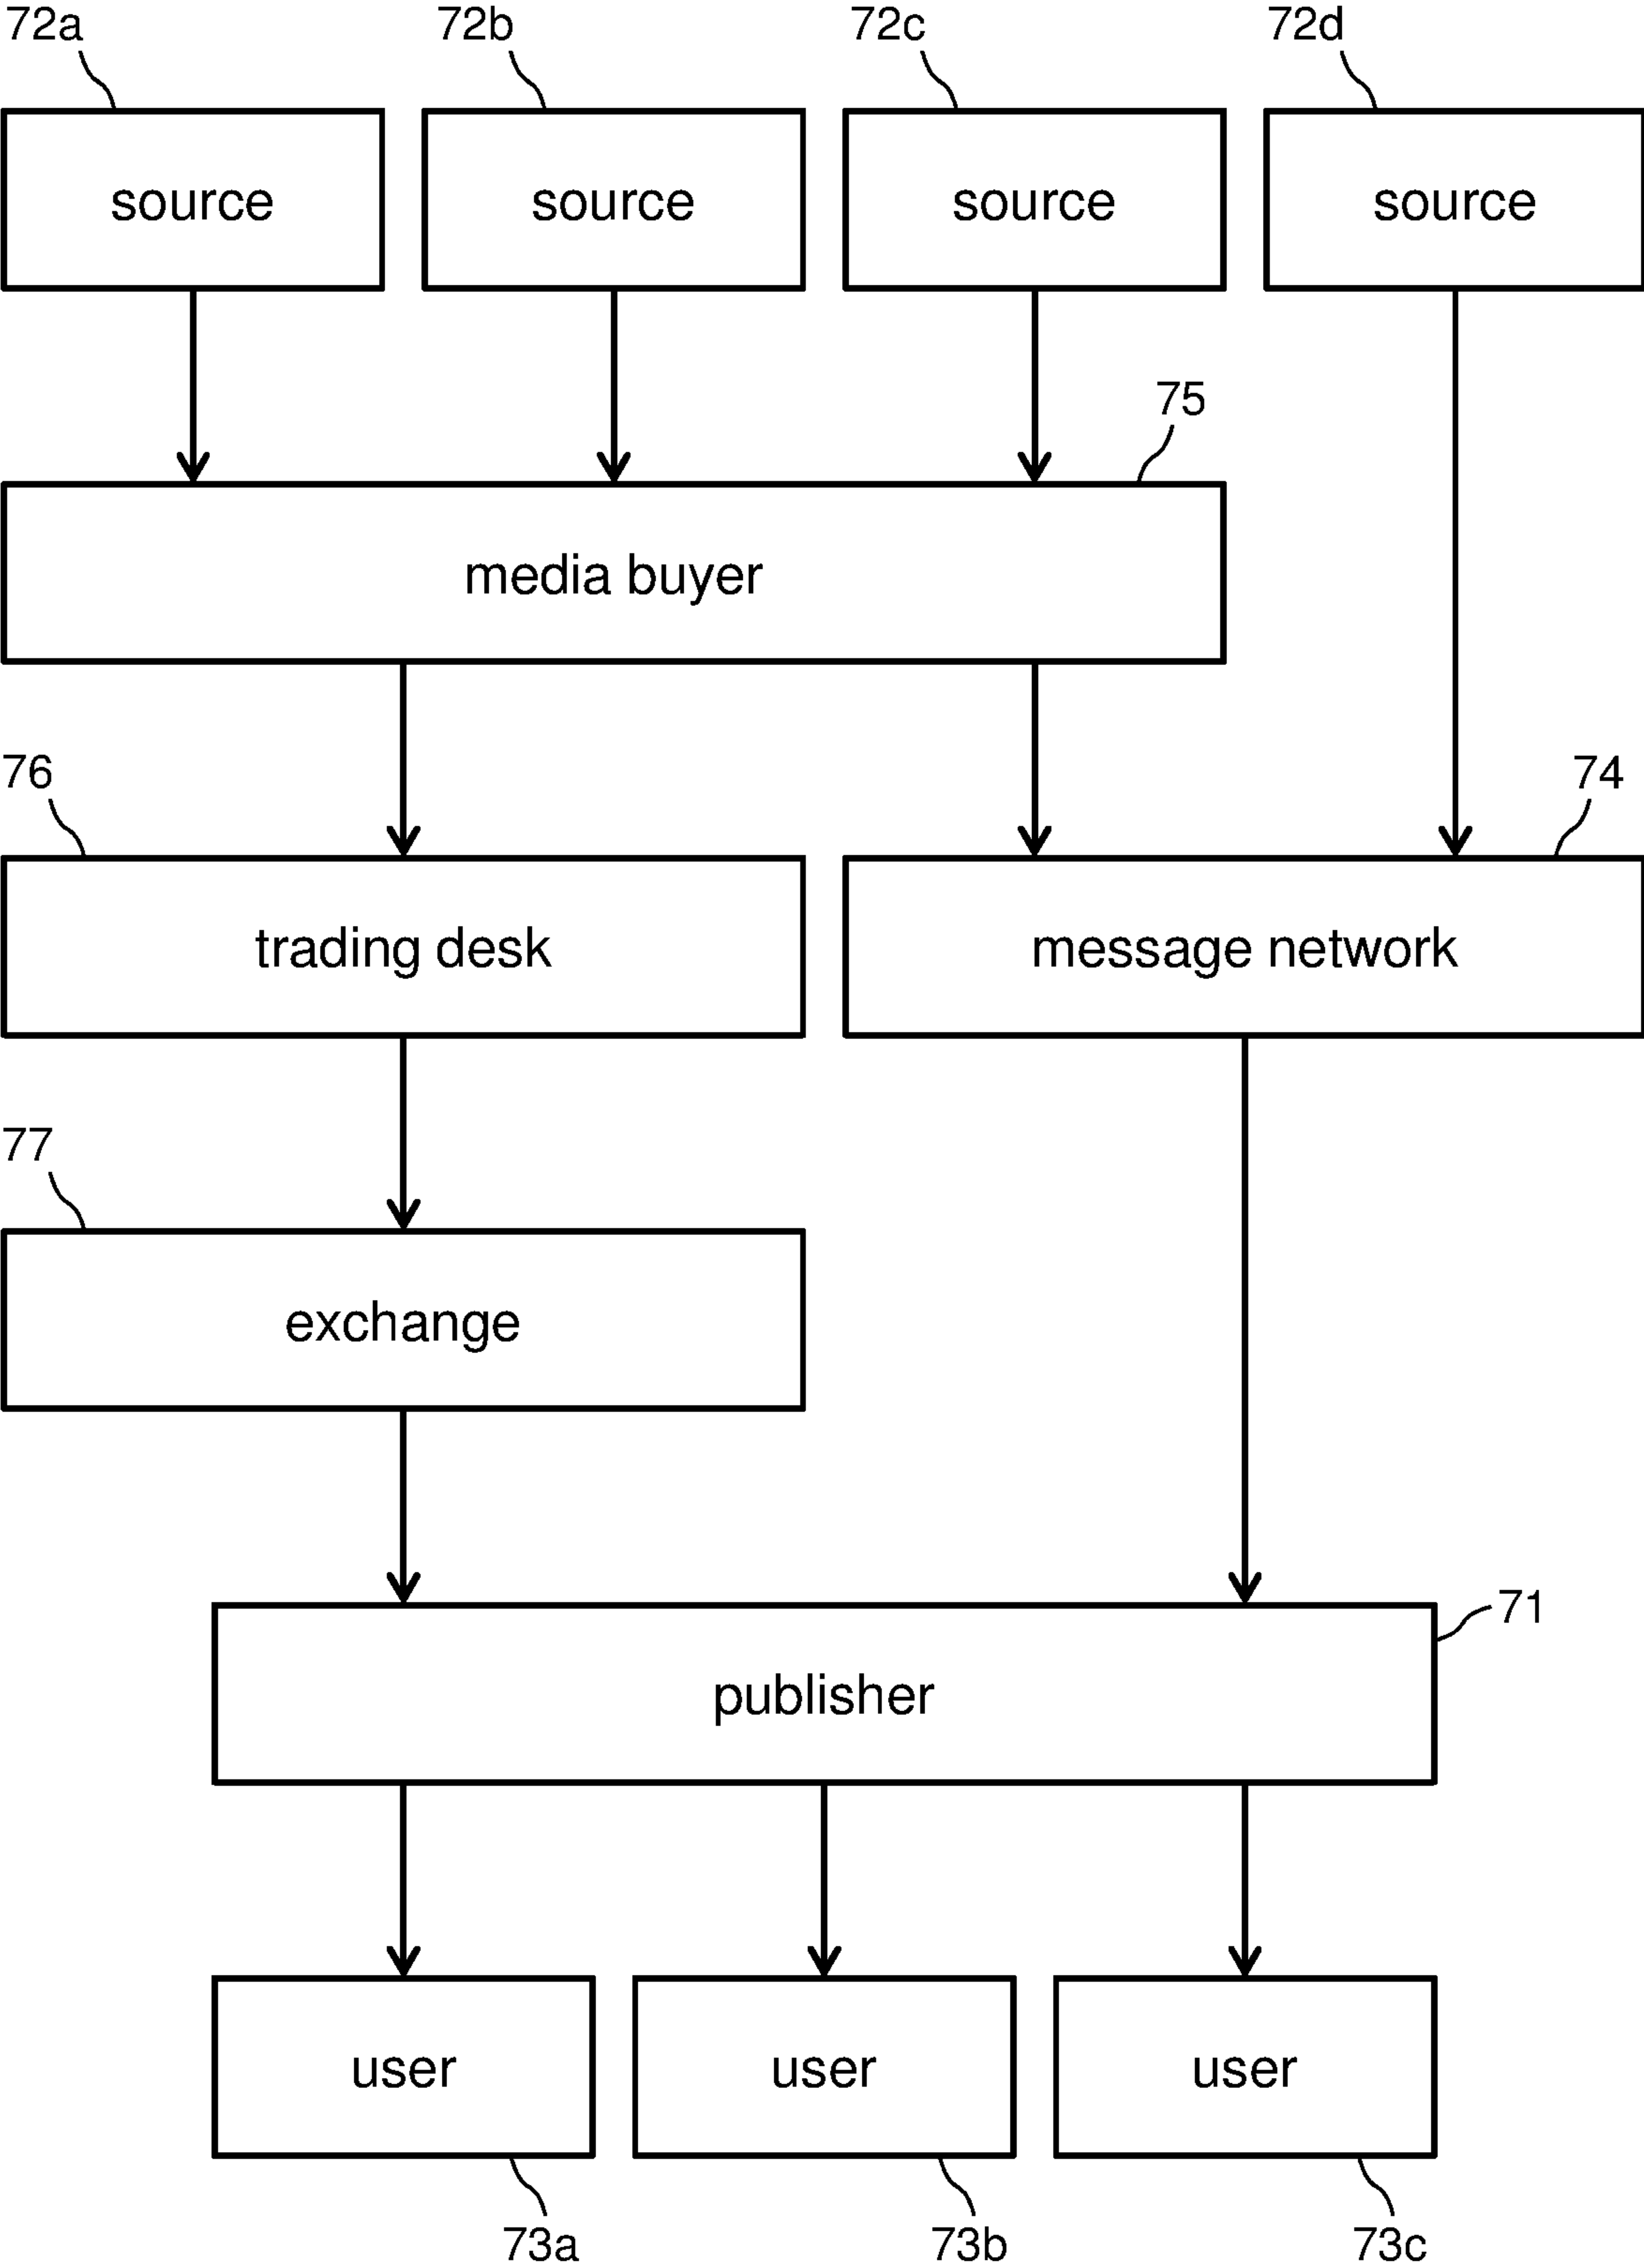 72a 72b 72c 72d
source source source source
75
media buyer
76 74
trading desk message network
77
exchange
71
publisher
user user user
73a 73b 73c